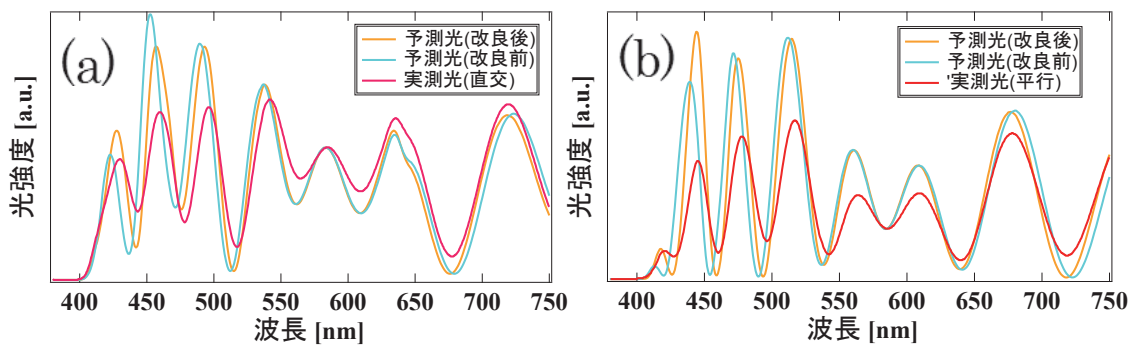 (a)
予測光(改良後)
予測光(改良前)
実測光(直交)
光強度 [a.u.]
400 450 500 550 600 650 700 750
波長 [nm]
(b)
予測光(改良後)
予測光(改良前)
'実測光(平行)
光強度 [a.u.]
400 450 500 550 600 650 700 750
波長 [nm]